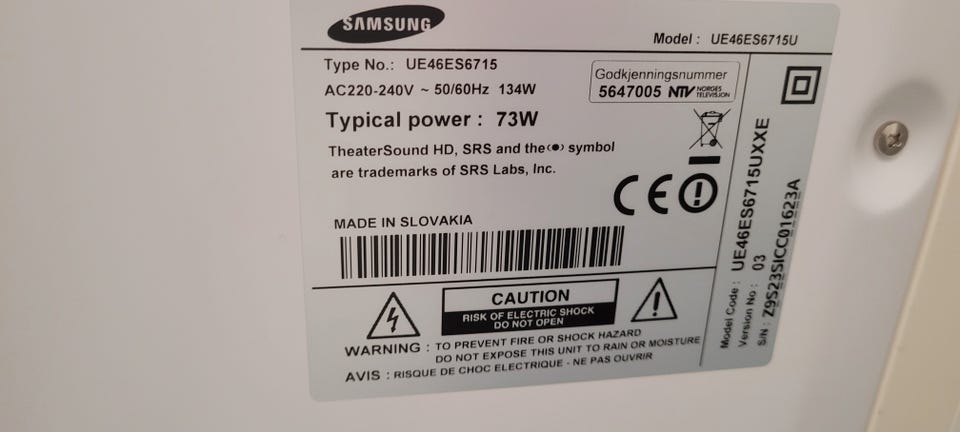 SAMSUNG
Model : UE46ES6715U
Type No.: UE46ES6715
AC220-240V ~ 50/60Hz 134W
Godkjenningsnummer
5647005 NTV NORGES TELEVISJON
Typical power : 73W
TheaterSound HD, SRS and the (●) symbol
are trademarks of SRS Labs, Inc.
CE
MADE IN SLOVAKIA
CAUTION
RISK OF ELECTRIC SHOCK
DO NOT OPEN
WARNING : TO PREVENT FIRE OR SHOCK HAZARD
DO NOT EXPOSE THIS UNIT TO RAIN OR MOISTURE
AVIS : RISQUE DE CHOC ELECTRIQUE - NE PAS OUVRIR
Model Code : UE46ES6715UXXE
Version No : 03
S/N : Z9S23SICC01623A